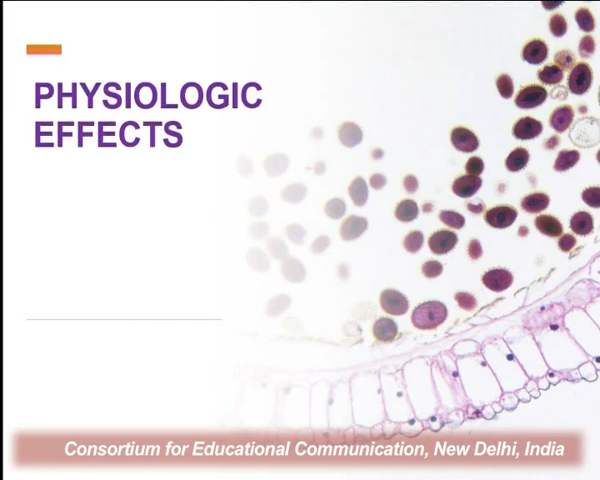 PHYSIOLOGIC
EFFECTS
Consortium for Educational Communication, New Delhi, India